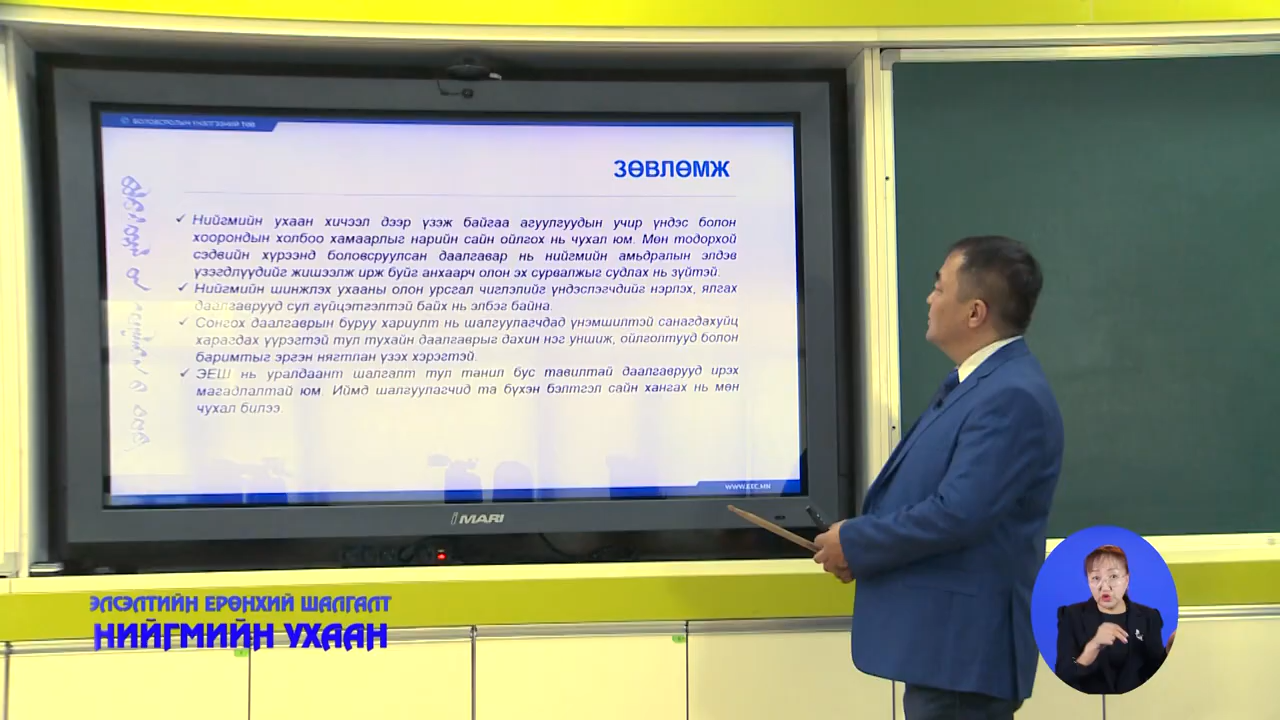 БОЛОВСРОЛЫН ҮНЭЛГЭЭНИЙ ТӨВ
ЗӨВЛӨМЖ
✓ Нийгмийн ухаан хичээл дээр үзэж байгаа агуулгуудын учир үндэс болон
хоорондын холбоо хамаарлыг нарийн сайн ойлгох нь чухал юм. Мөн тодорхой
сэдвийн хүрээнд боловсруулсан даалгавар нь нийгмийн амьдралын элдэв
үзэгдлүүдийг жишээлж ирж буйг анхаарч олон эх сурвалжыг судлах нь зүйтэй.
✓ Нийгмийн шинжлэх ухааны олон урсгал чиглэлийг үндэслэгчдийг нэрлэх, ялгах
даалгаврууд сул гүйцэтгэлтэй байх нь элбэг байна.
✓ Сонгох даалгаврын буруу хариулт нь шалгуулагчдад үнэмшилтэй санагдахуйц
харагдах үүрэгтэй тул тухайн даалгаврыг дахин нэг уншиж, ойлголтууд болон
баримтыг эргэн нягтлан үзэх хэрэгтэй.
✓ ЭЕШ нь уралдаант шалгалт тул танил бус тавилтай даалгаврууд ирэх
магадлалтай юм. Иймд шалгуулагчид та бүхэн бэлтгэл сайн хангах нь мөн
чухал билээ.
WWW.EEC.MN
iMARI
ЭЛСЭЛТИЙН ЕРӨНХИЙ ШАЛГАЛТ
НИЙГМИЙН УХААН